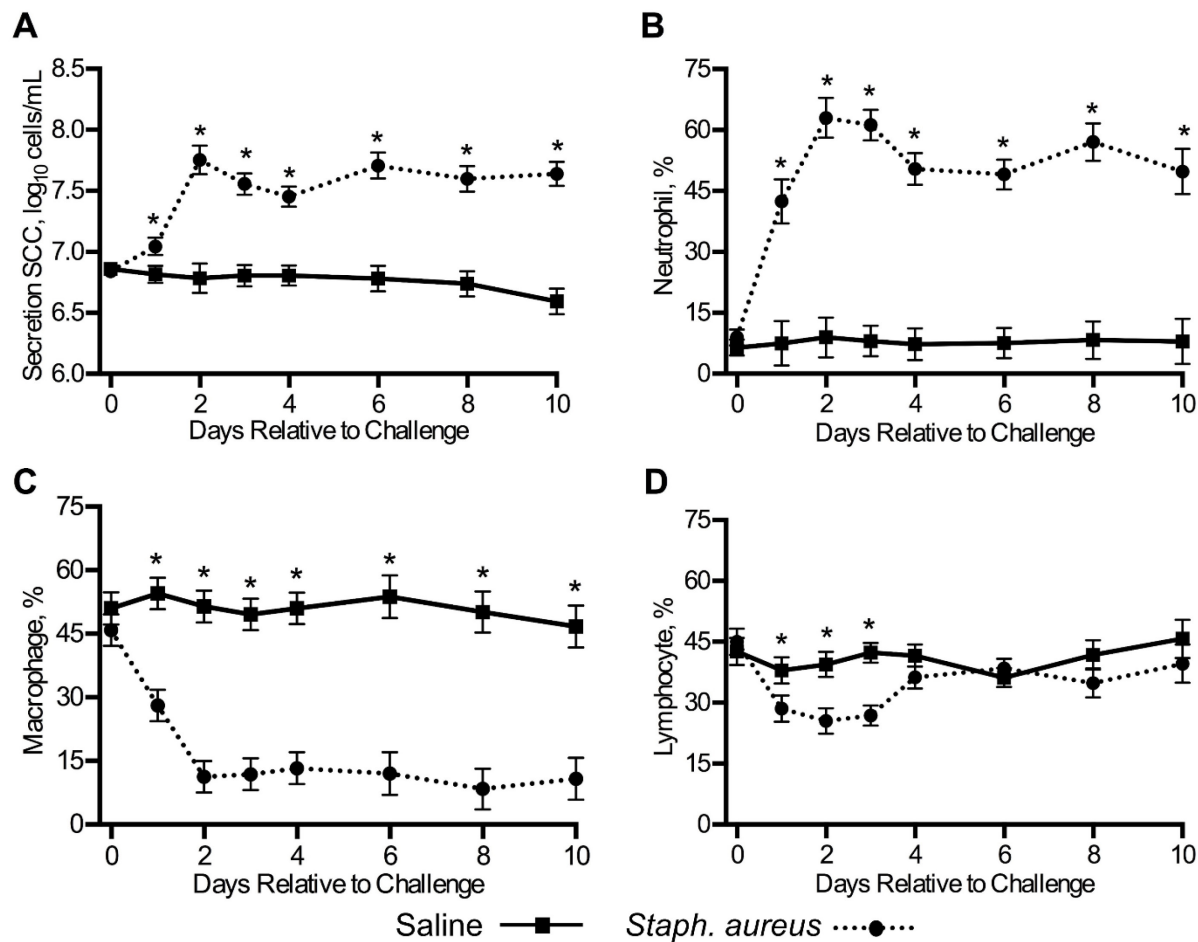 A
Secretion SCC, log10 cells/mL
8.5
8.0
7.5
7.0
6.5
6.0
* * * * * * *
0 2 4 6 8 10
Days Relative to Challenge
B
Neutrophil, %
75
60
45
30
15
0
* * * * * * *
0 2 4 6 8 10
Days Relative to Challenge
C
Macrophage, %
75
60
45
30
15
0
* * * * * * *
0 2 4 6 8 10
Days Relative to Challenge
D
Lymphocyte, %
75
60
45
30
15
0
* * *
0 2 4 6 8 10
Days Relative to Challenge
Saline Staph. aureus